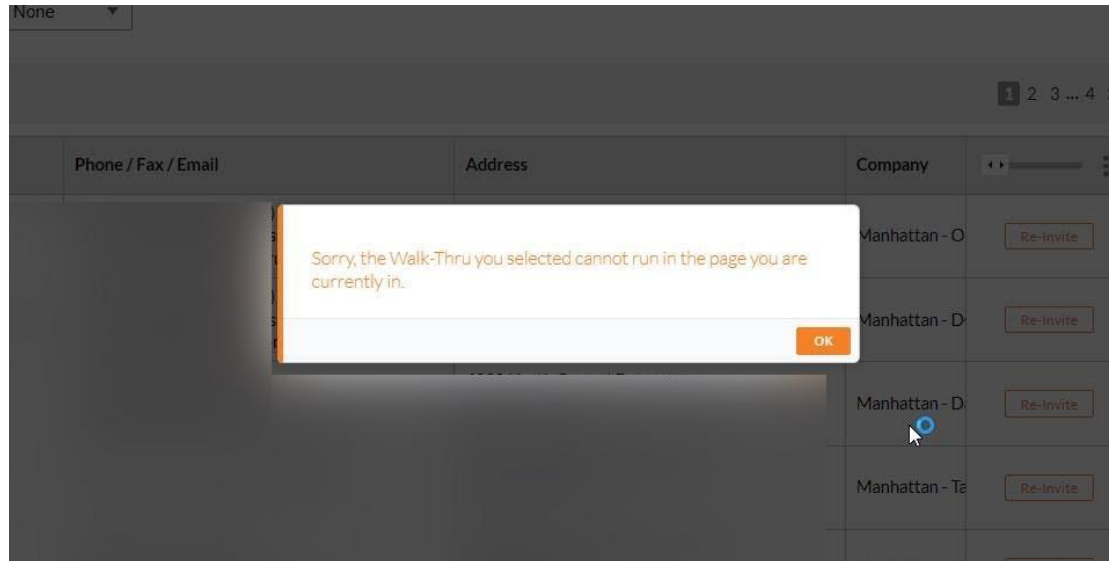 None
1 2 3 ... 4
Phone / Fax / Email Address Company
Manhattan - O Re-Invite
Sorry, the Walk-Thru you selected cannot run in the page you are
currently in.
Manhattan - D Re-Invite
OK
Manhattan - D Re-Invite
Manhattan - Ta Re-Invite